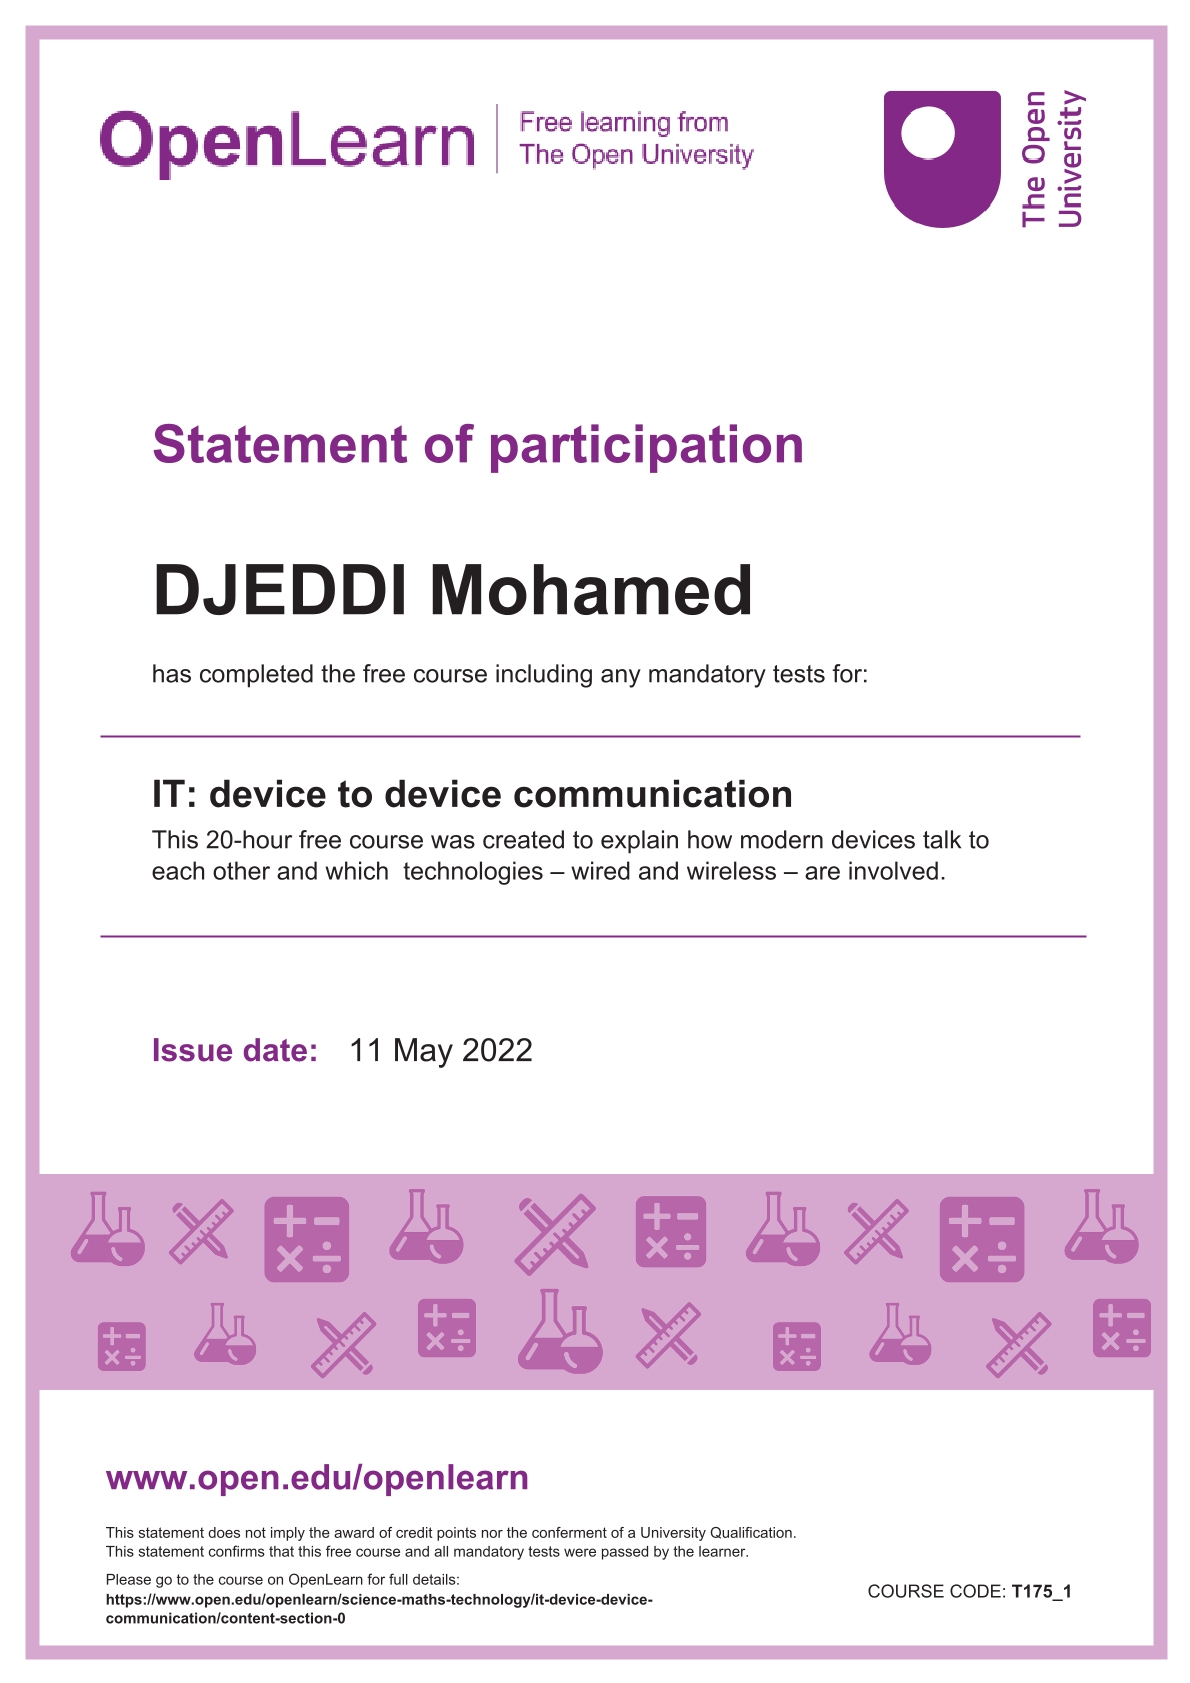 OpenLearn
Free learning from
The Open University
The Open
University
Statement of participation
DJEDDI Mohamed
has completed the free course including any mandatory tests for:
IT: device to device communication
This 20-hour free course was created to explain how modern devices talk to
each other and which  technologies – wired and wireless – are involved.
Issue date: 11 May 2022
www.open.edu/openlearn
This statement does not imply the award of credit points nor the conferment of a University Qualification.
This statement confirms that this free course and all mandatory tests were passed by the learner.
Please go to the course on OpenLearn for full details:
https://www.open.edu/openlearn/science-maths-technology/it-device-device-
communication/content-section-0
COURSE CODE: T175_1